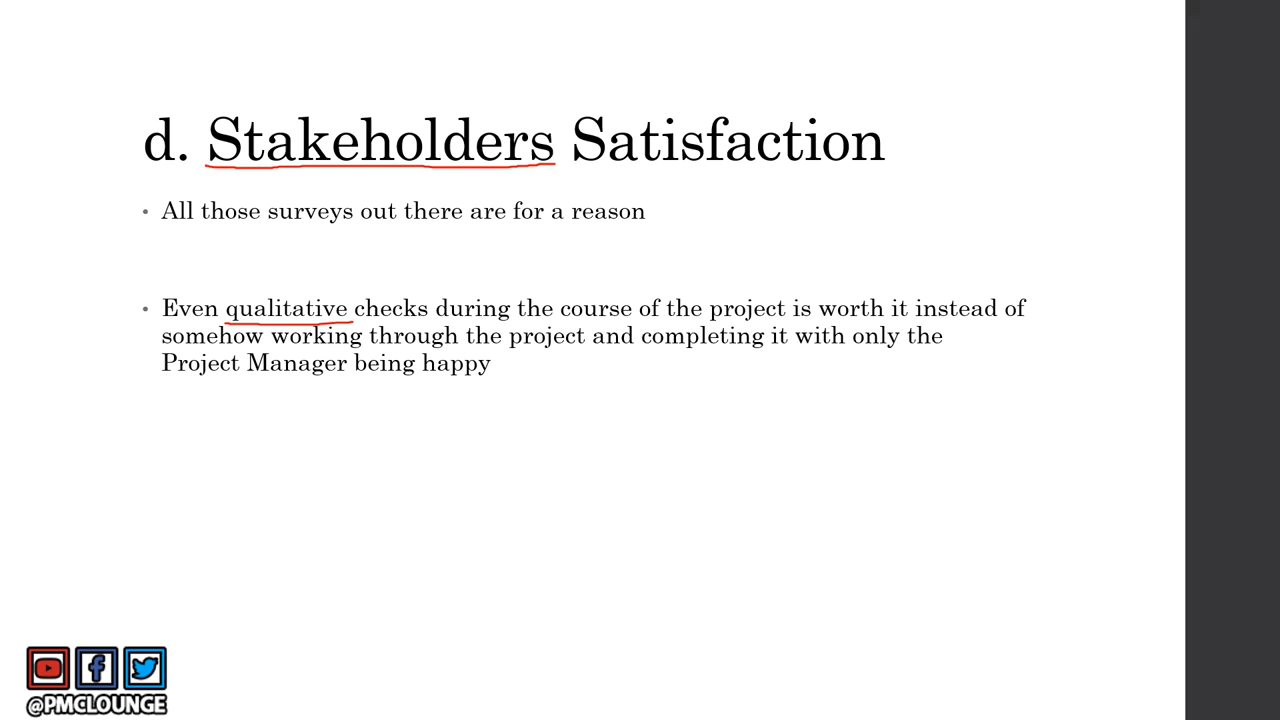 d. Stakeholders Satisfaction
• All those surveys out there are for a reason
• Even qualitative checks during the course of the project is worth it instead of
somehow working through the project and completing it with only the
Project Manager being happy
@PMCLOUNGE